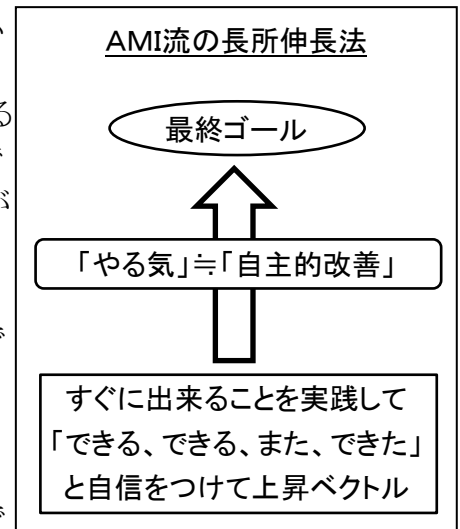 AMI流の長所伸長法
最終ゴール
「やる気」≒「自主的改善」
すぐに出来ることを実践して
「できる、できる、また、できた」
と自信をつけて上昇ベクトル
る
が